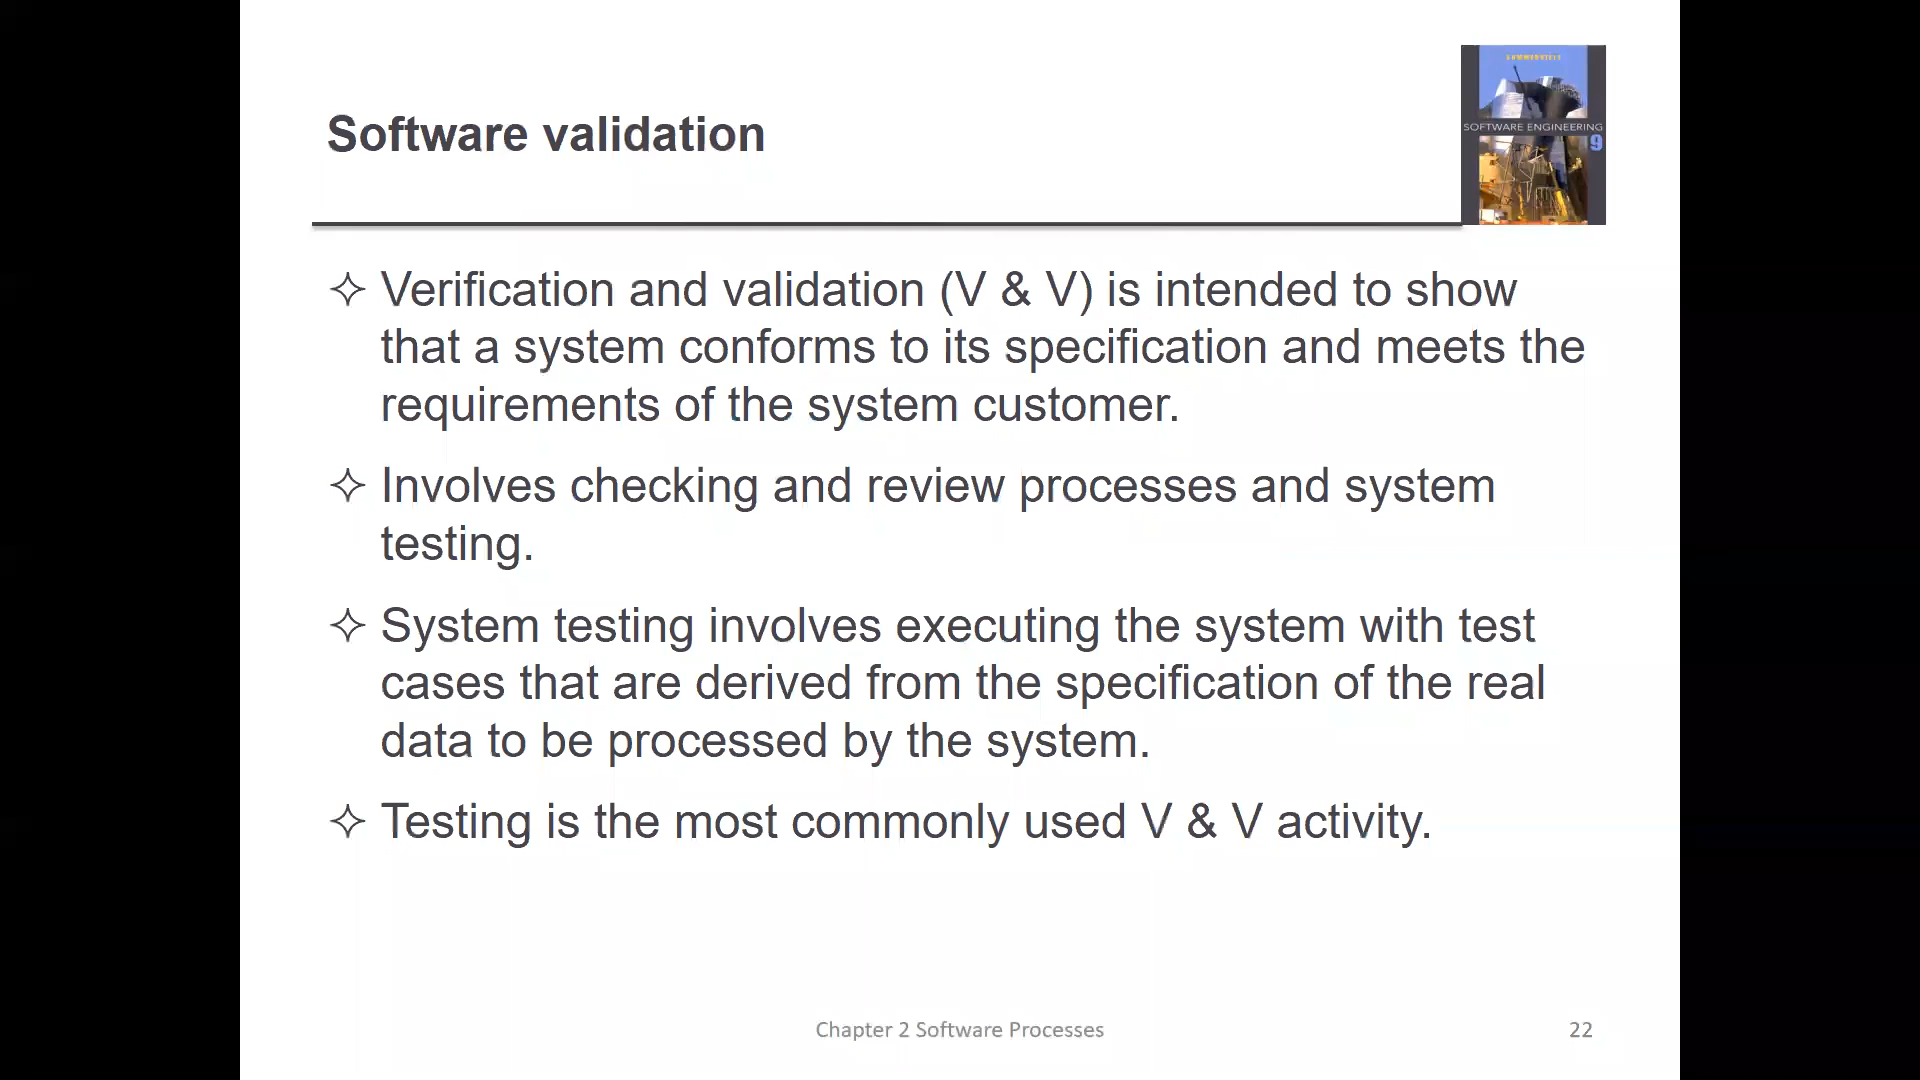 SOMMERVILLE
SOFTWARE ENGINEERING
9
Software validation
Verification and validation (V & V) is intended to show
that a system conforms to its specification and meets the
requirements of the system customer.
Involves checking and review processes and system
testing.
System testing involves executing the system with test
cases that are derived from the specification of the real
data to be processed by the system.
Testing is the most commonly used V & V activity.
Chapter 2 Software Processes
22